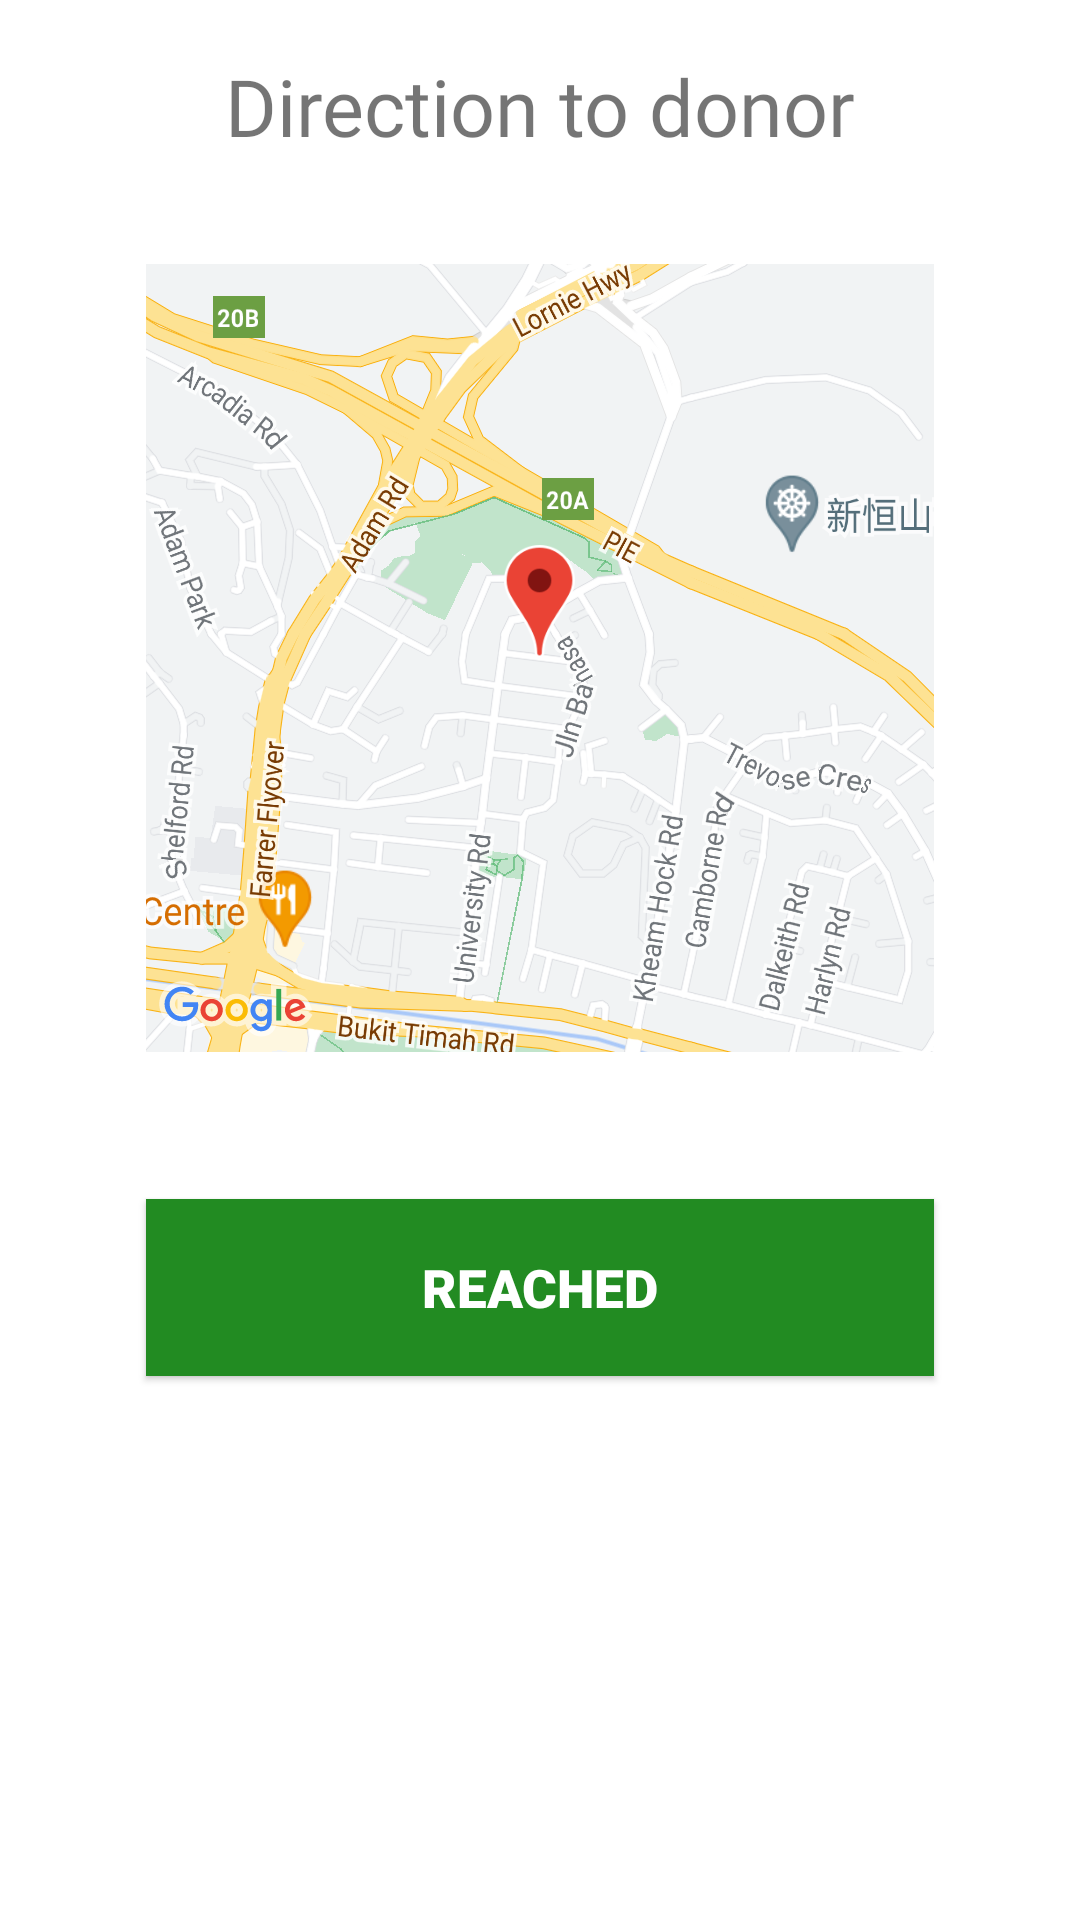 Direction to donor
Lornie Hwy
20B
Arcadia Rd
20A
Adam Rd
新恒山
PIE
Adam Park
Jln Banasa
Trevose Cres
Shelford Rd
Farrer Flyover
University Rd
Kheam Hock Rd
Camborne Rd
Dalkeith Rd
Harlyn Rd
Centre
Google
Bukit Timah Rd
REACHED